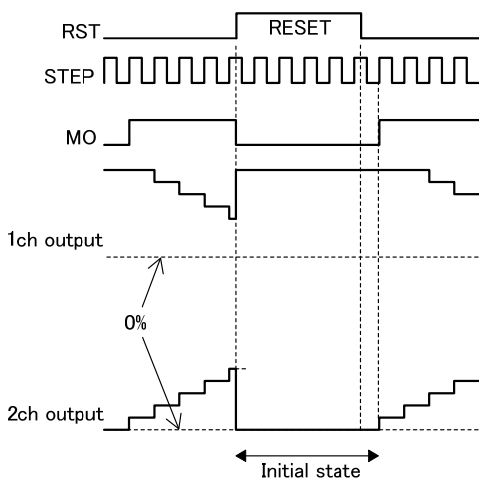 RST
RESET
STEP
MO
1ch output
0%
2ch output
Initial state